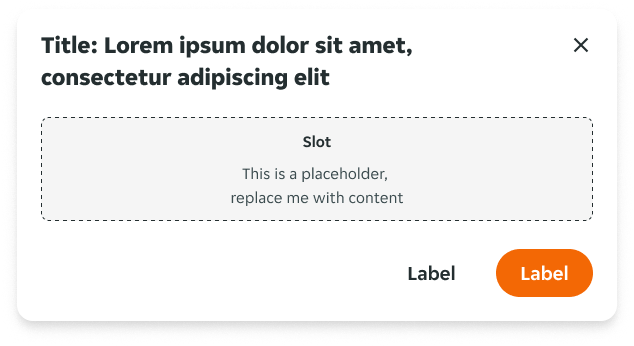 Title: Lorem ipsum dolor sit amet,
consectetur adipiscing elit
Slot
This is a placeholder,
replace me with content
Label
Label